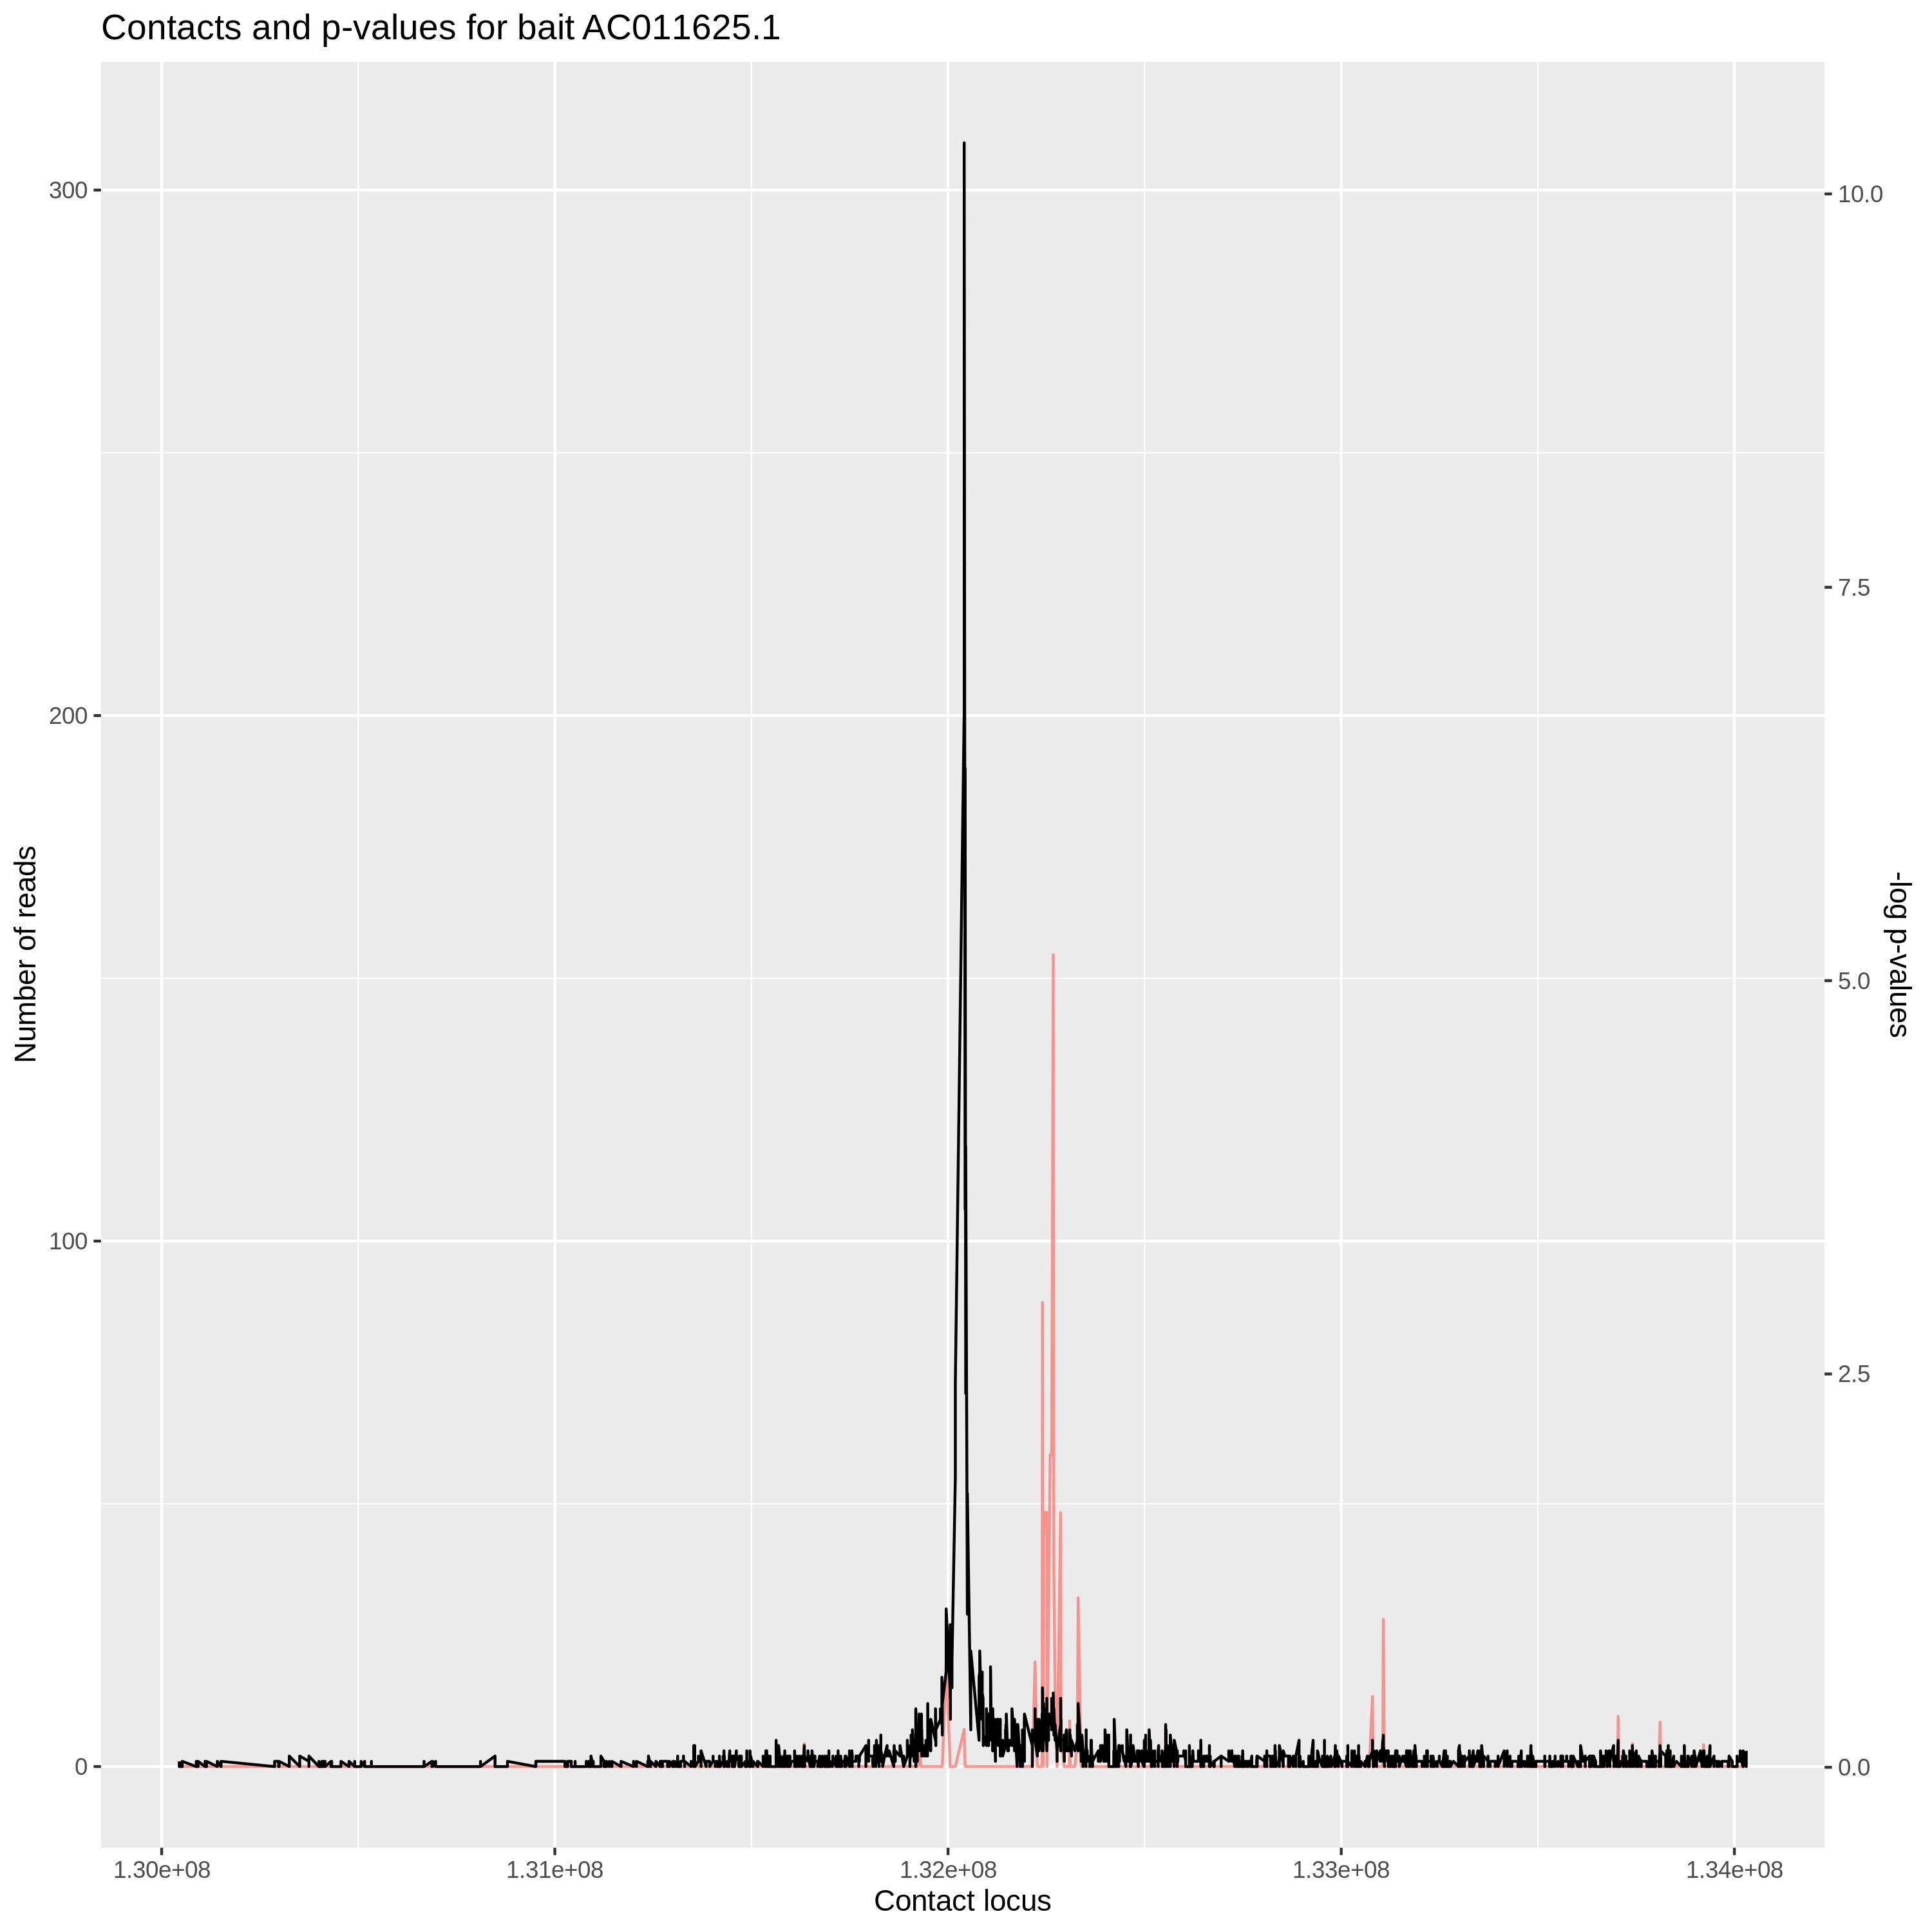 Contacts and p-values for bait AC011625.1
300
200
100
0
Number of reads
10.0
7.5
5.0
2.5
0.0
-log p-values
1.30e+08 1.31e+08 1.32e+08 1.33e+08 1.34e+08
Contact locus